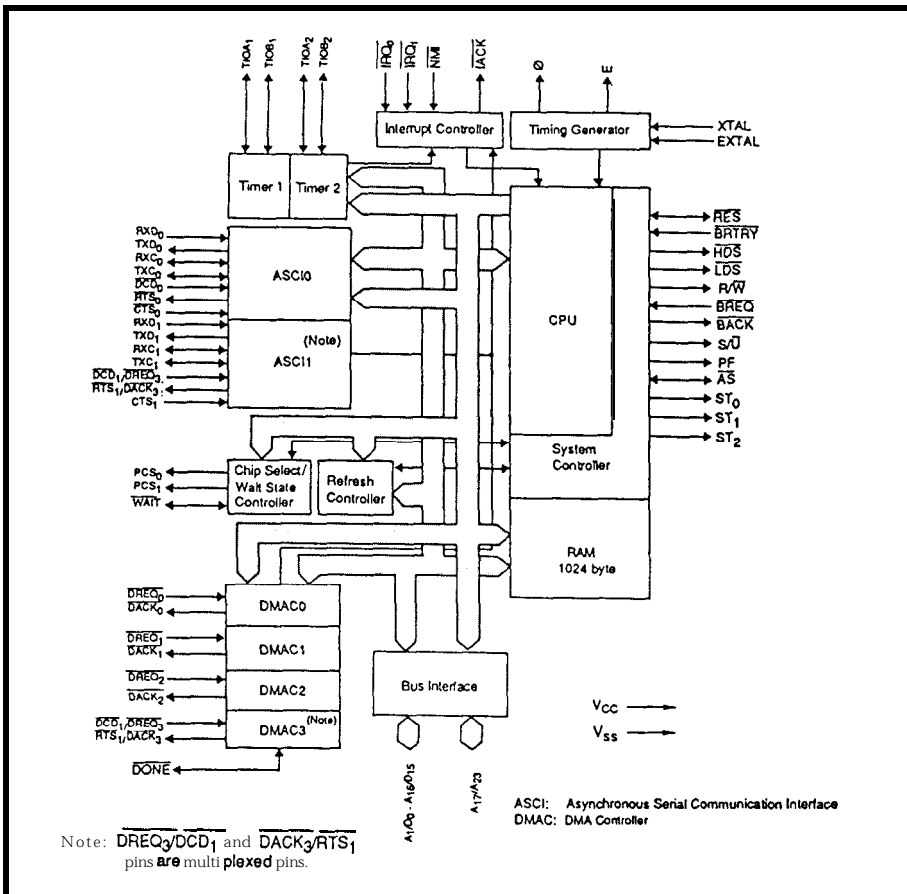 TIOA1 TIOB1 TIOA2 TIOB2 IRQ0 IRQ1 NMI IACK Ø E
Interrupt Controller
Timing Generator
XTAL
EXTAL
Timer 1
Timer 2
RXD0
TXD0
RXC0
TXC0
DCD0
RTS0
CTS0
RXD1
TXD1
RXC1
TXC1
DCD1/DREQ3
RTS1/DACK3
CTS1
ASCI0
(Note)
ASCI1
CPU
RES
BRTRY
HDS
LDS
R/W
BREQ
BACK
S/U
PF
AS
ST0
ST1
ST2
System
Controller
PCS0
PCS1
WAIT
Chip Select/
Wait State
Controller
Refresh
Controller
RAM
1024 byte
DREQ0
DACK0
DREQ1
DACK1
DREQ2
DACK2
DCD1/DREQ3
RTS1/DACK3
DONE
DMAC0
DMAC1
DMAC2
DMAC3 (Note)
Bus Interface
VCC
VSS
A1/D0 - A16/D15
A17/A23
ASCI: Asynchronous Serial Communication Interface
DMAC: DMA Controller
Note: DREQ3/DCD1 and DACK3/RTS1
pins are multi plexed pins.